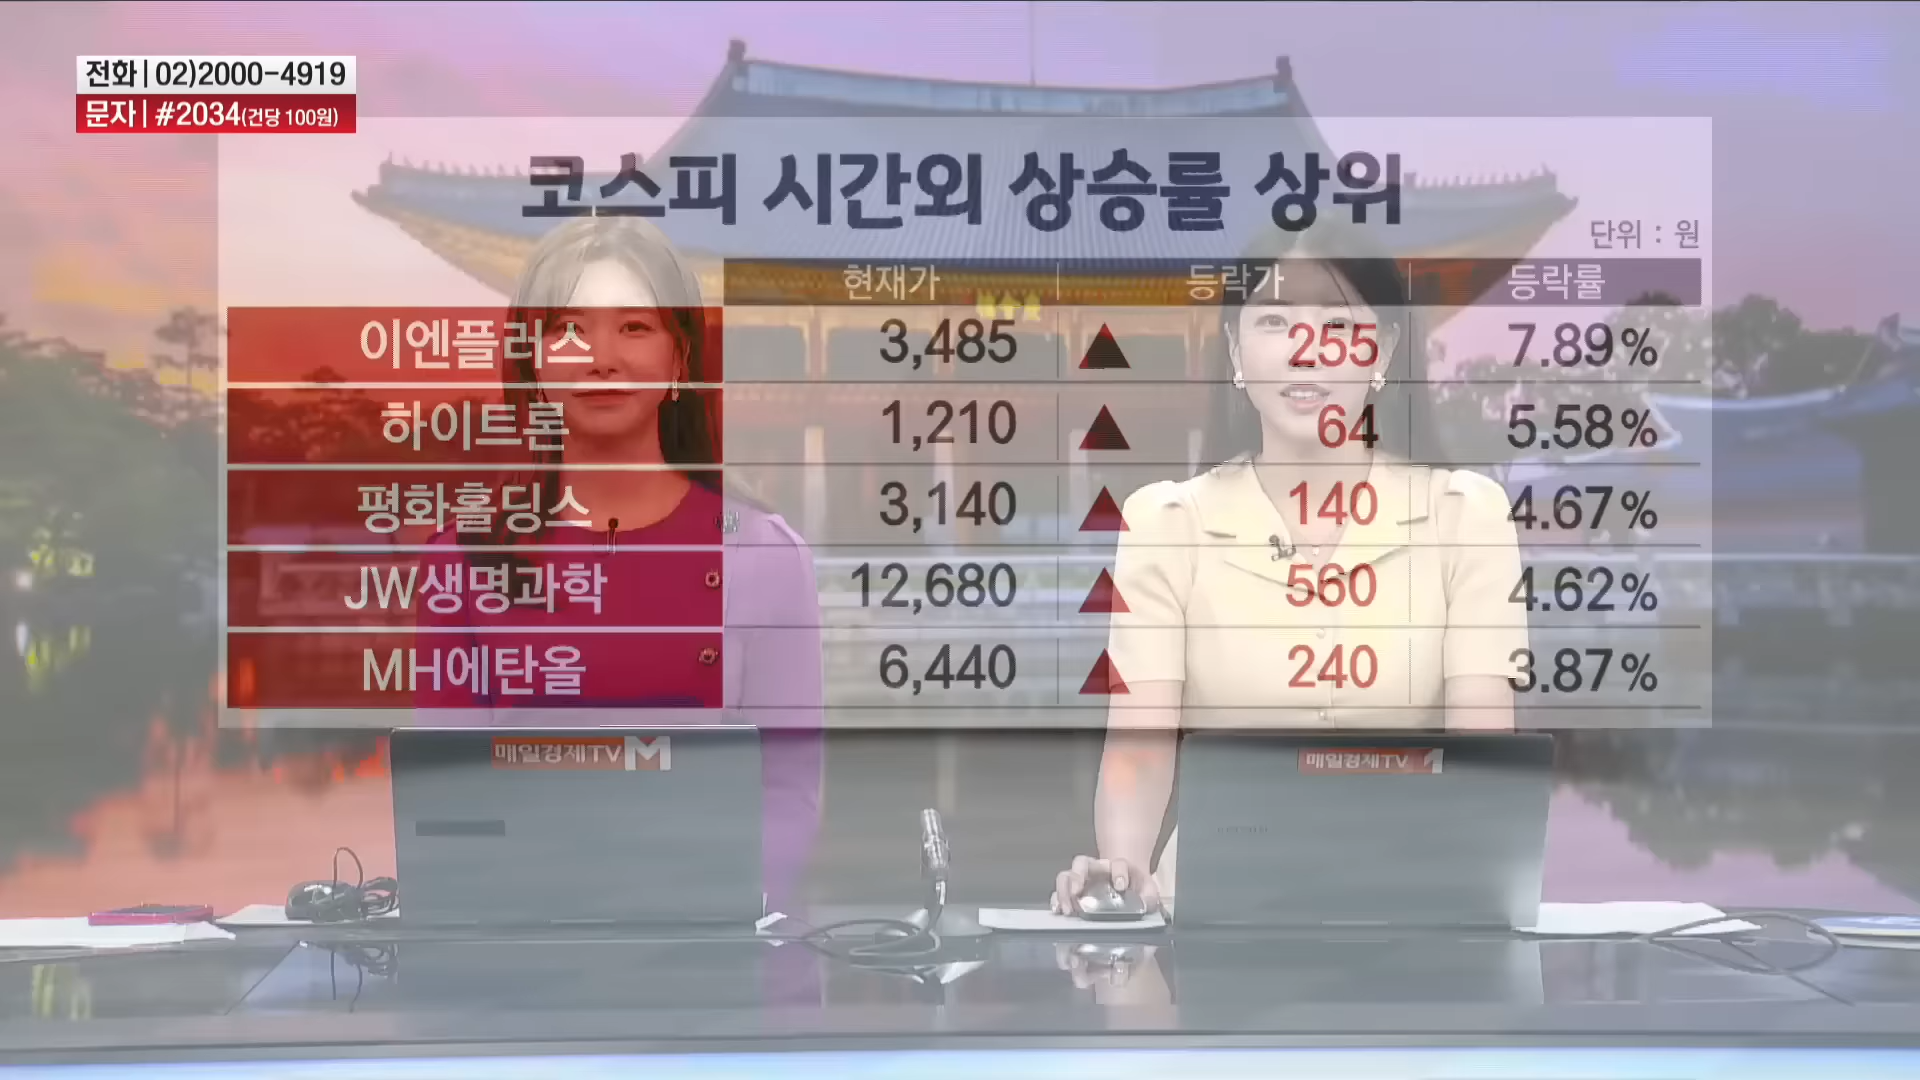 전화 | 02)2000-4919
문자 | #2034(건당 100원)
코스피 시간외 상승률 상위
단위 : 원
현재가 등락가 등락률
이엔플러스 3,485 ▲ 255 7.89%
하이트론 1,210 ▲ 64 5.58%
평화홀딩스 3,140 ▲ 140 4.67%
JW생명과학 12,680 ▲ 560 4.62%
MH에탄올 6,440 ▲ 240 3.87%
매일경제TV M
매일경제TV